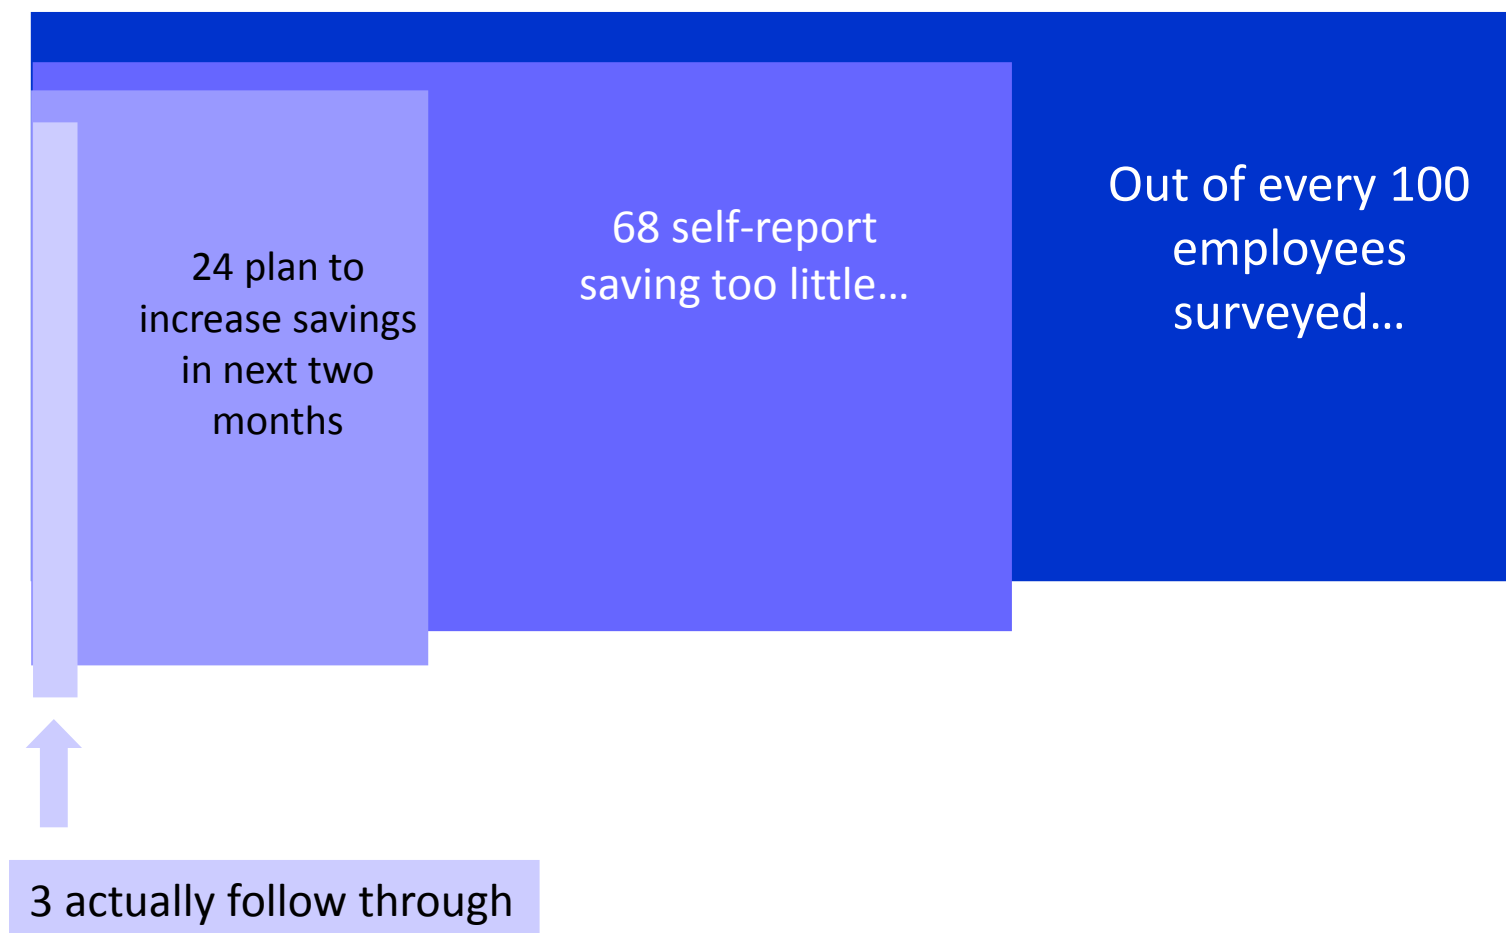 Out of every 100
employees
surveyed…
68 self-report
saving too little…
24 plan to
increase savings
in next two
months
3 actually follow through